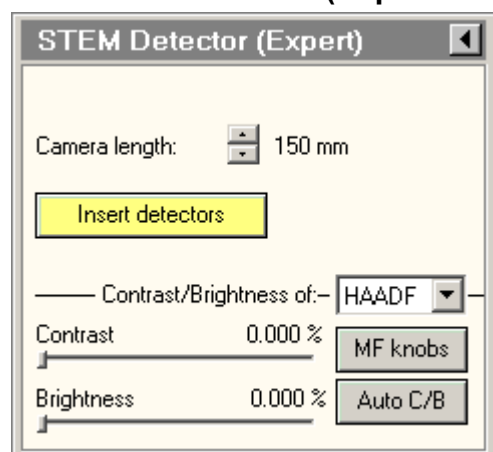 STEM Detector (Expert)
Camera length: 150 mm
Insert detectors
Contrast/Brightness of: HAADF
Contrast 0.000 % MF knobs
Brightness 0.000 % Auto C/B